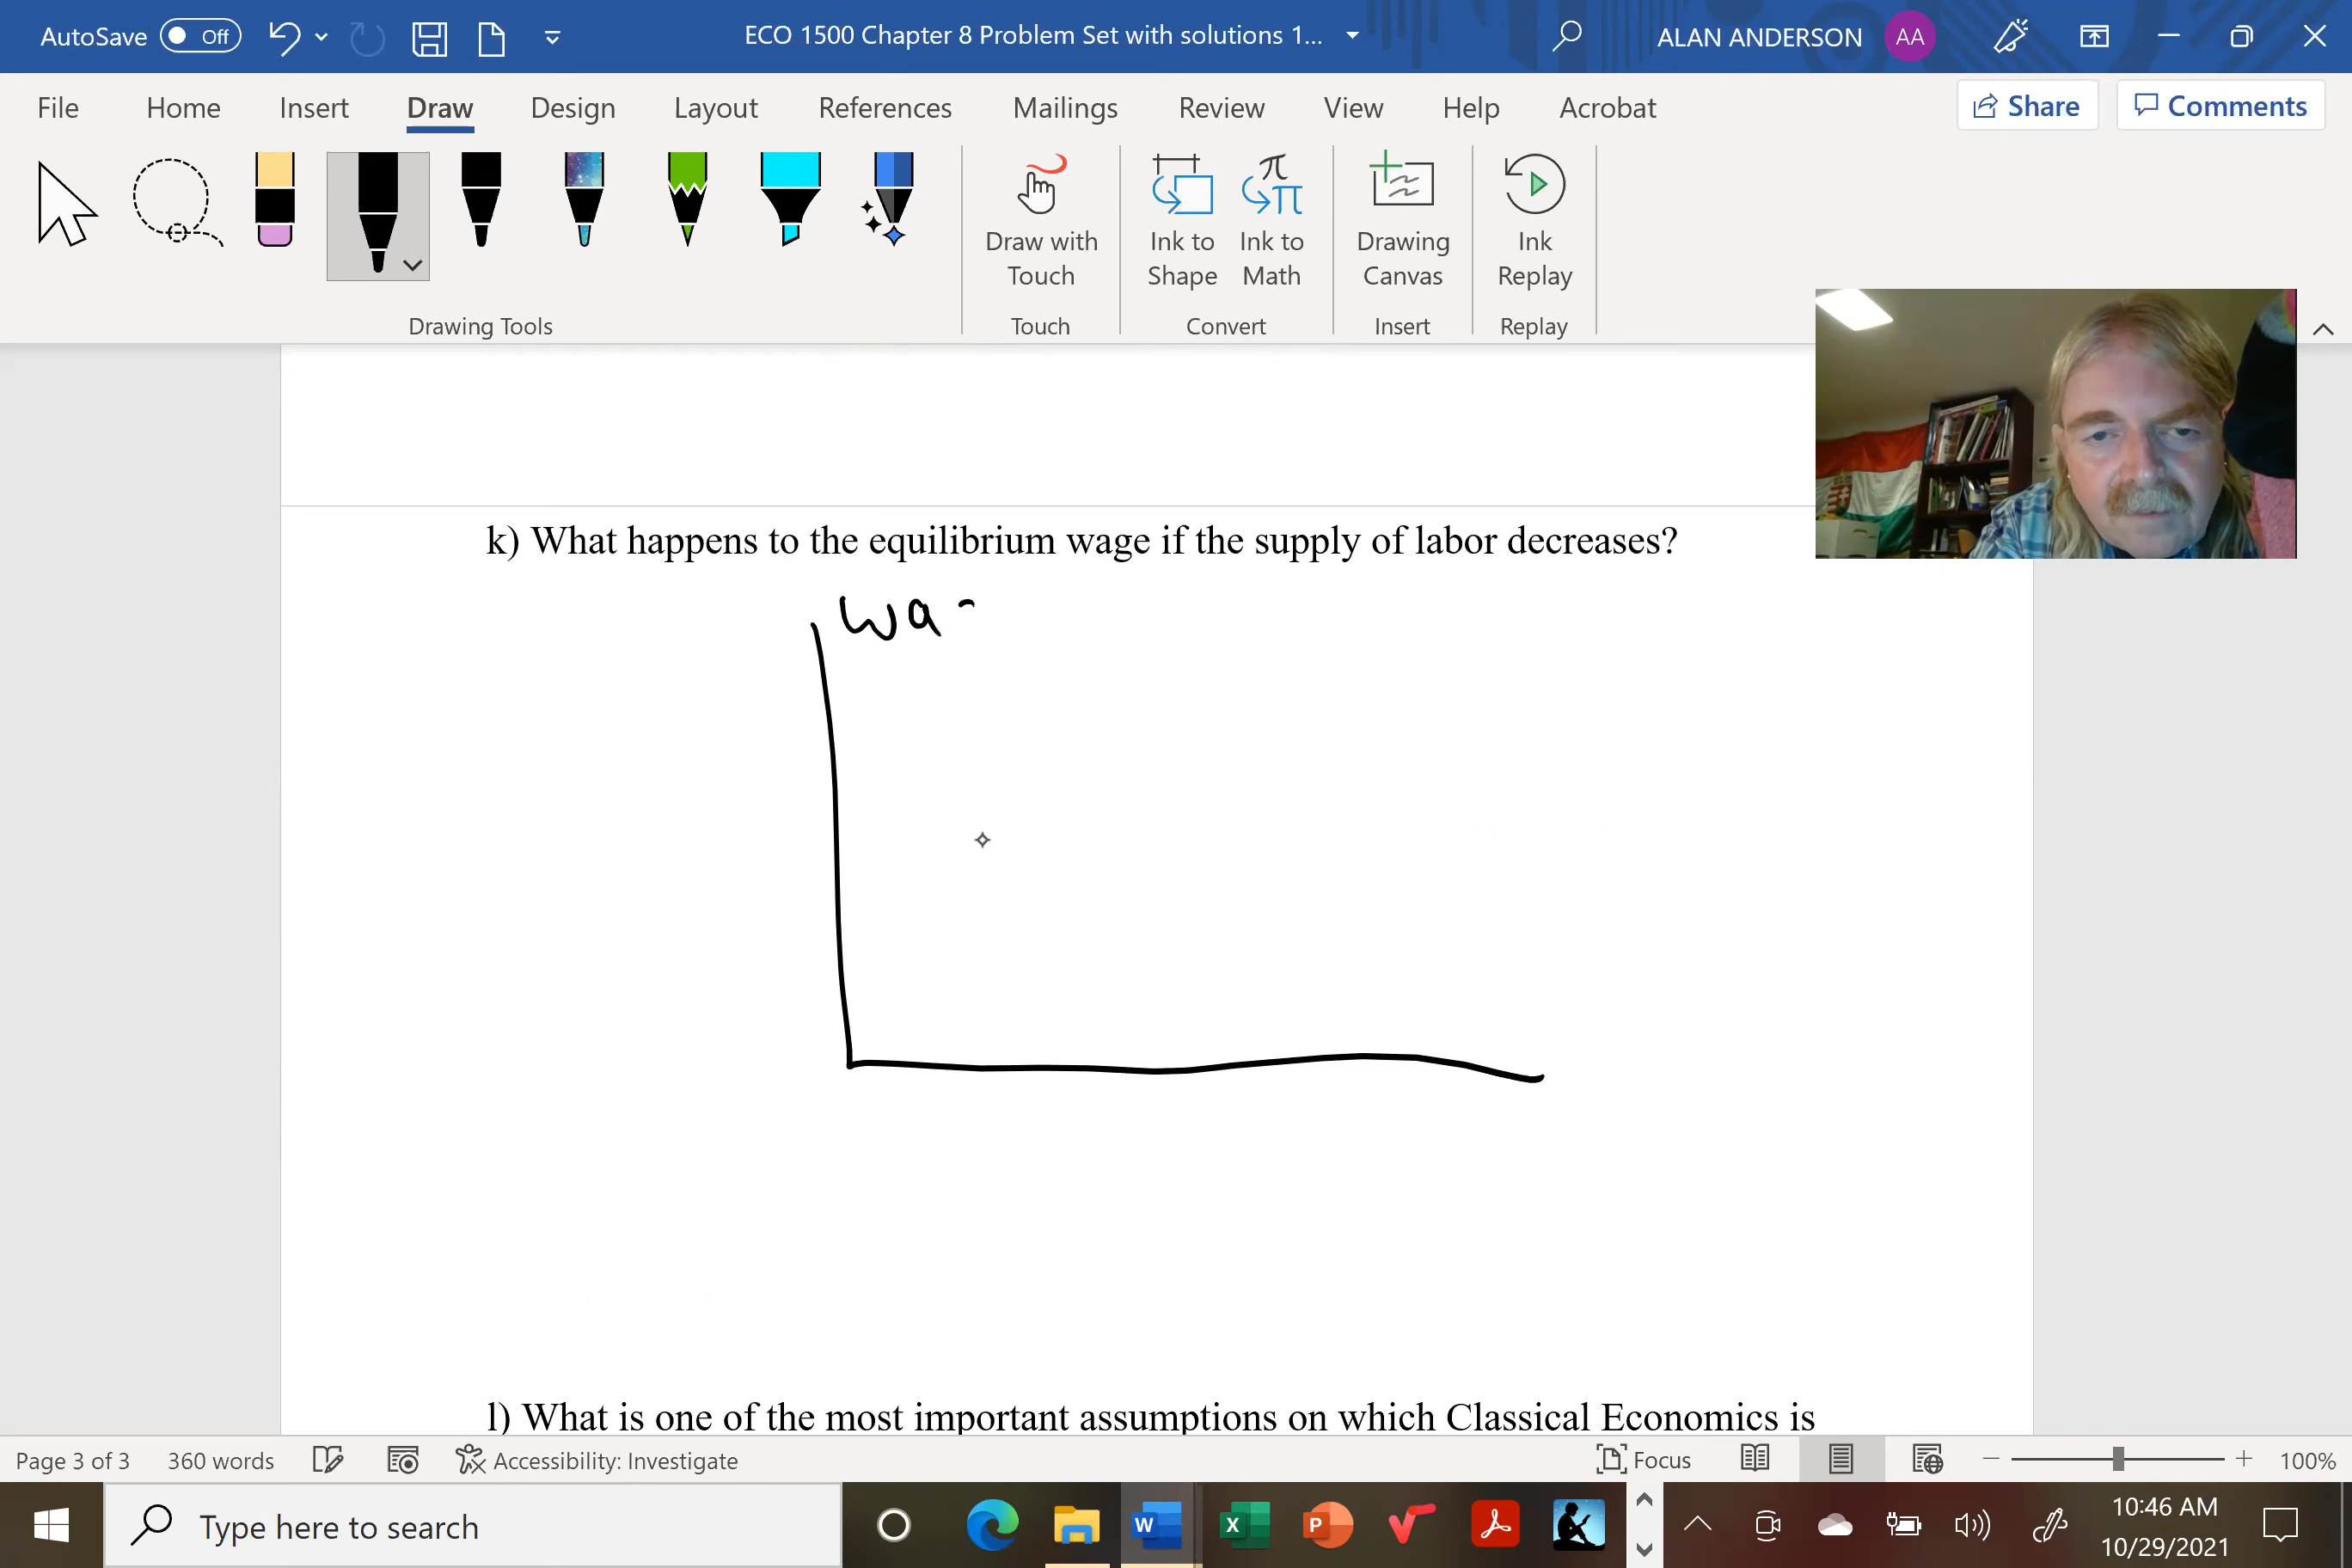 AutoSave Off ECO 1500 Chapter 8 Problem Set with solutions 1... ALAN ANDERSON AA
File Home Insert Draw Design Layout References Mailings Review View Help Acrobat Share Comments
Draw with Touch
Ink to Shape
Ink to Math
Drawing Canvas
Ink Replay
Drawing Tools Touch Convert Insert Replay
k) What happens to the equilibrium wage if the supply of labor decreases?
wa
l) What is one of the most important assumptions on which Classical Economics is
Page 3 of 3 360 words Accessibility: Investigate Focus 100%
Type here to search
10:46 AM
10/29/2021